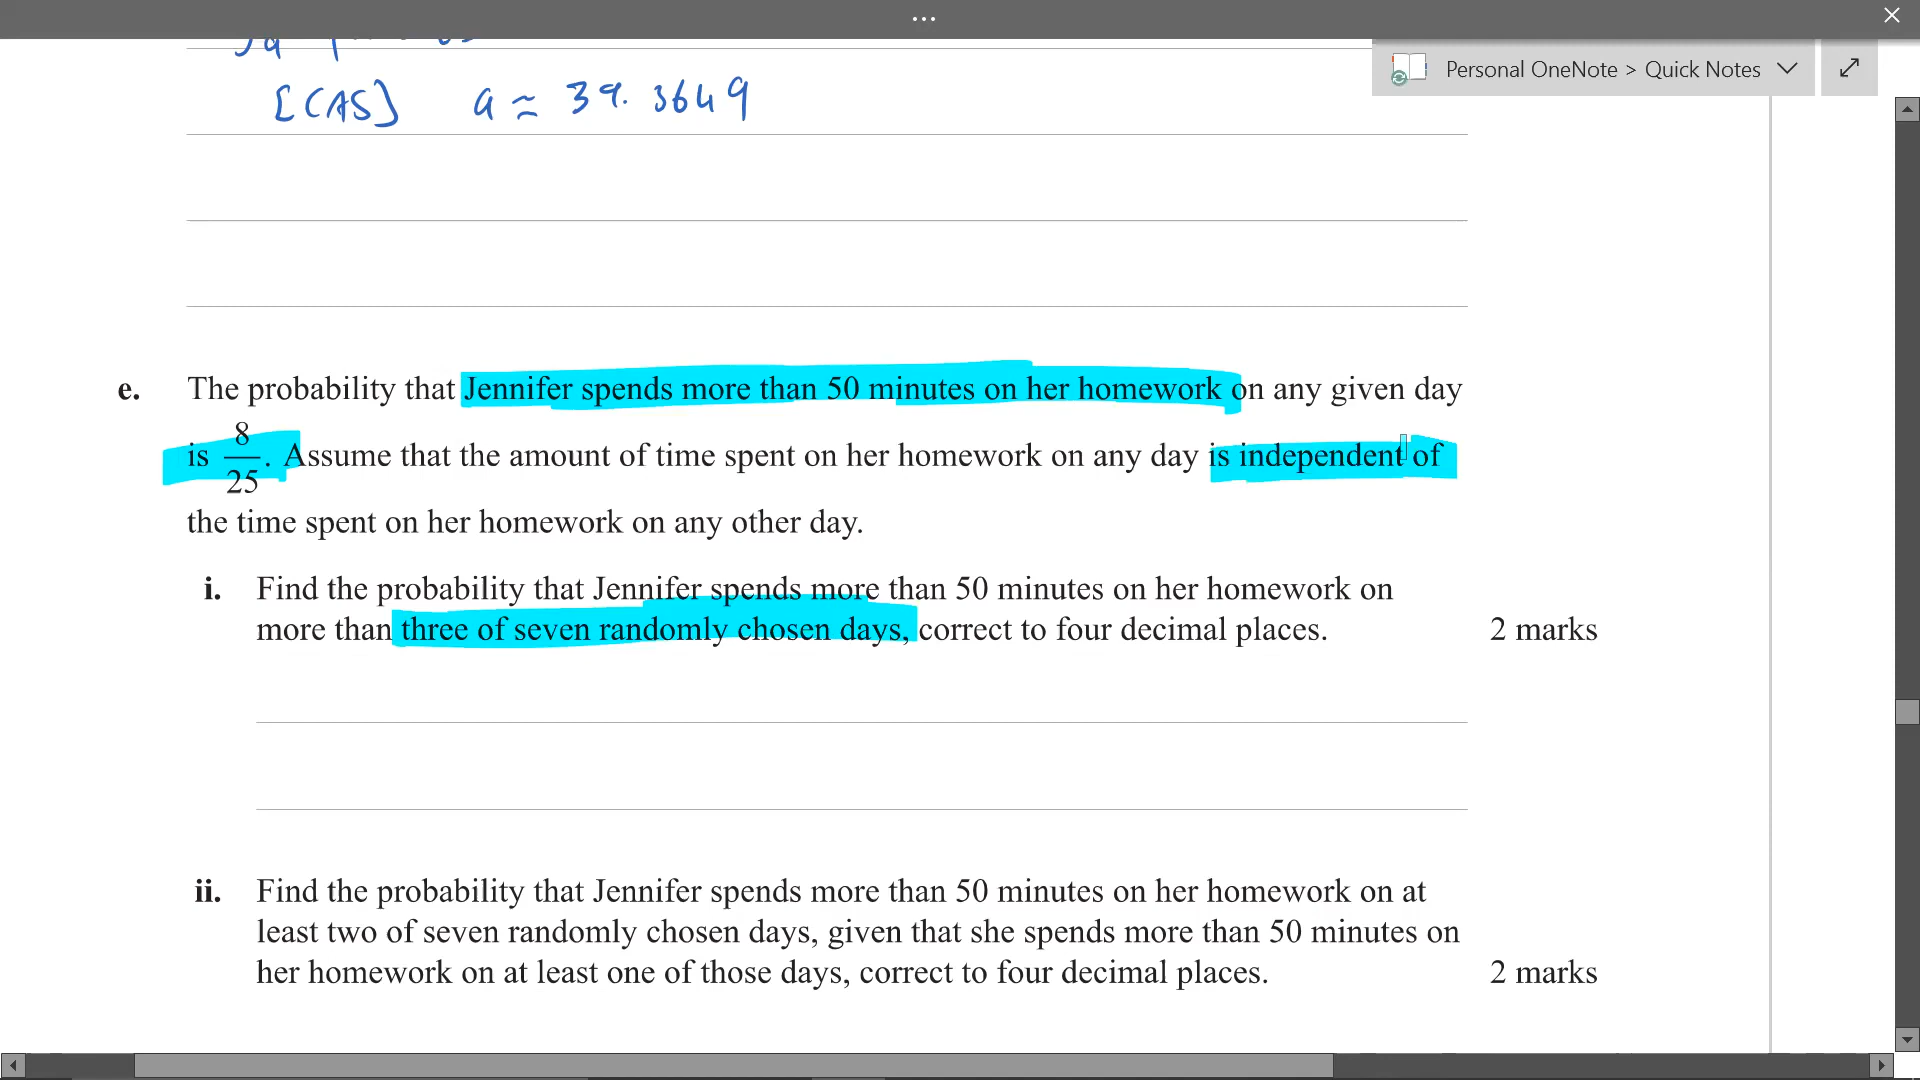 ...
Personal OneNote > Quick Notes
[CAS] a ≈ 39.3649
e. The probability that Jennifer spends more than 50 minutes on her homework on any given day
is 8/25. Assume that the amount of time spent on her homework on any day is independent of
the time spent on her homework on any other day.
i. Find the probability that Jennifer spends more than 50 minutes on her homework on
more than three of seven randomly chosen days, correct to four decimal places. 2 marks
ii. Find the probability that Jennifer spends more than 50 minutes on her homework on at
least two of seven randomly chosen days, given that she spends more than 50 minutes on
her homework on at least one of those days, correct to four decimal places. 2 marks